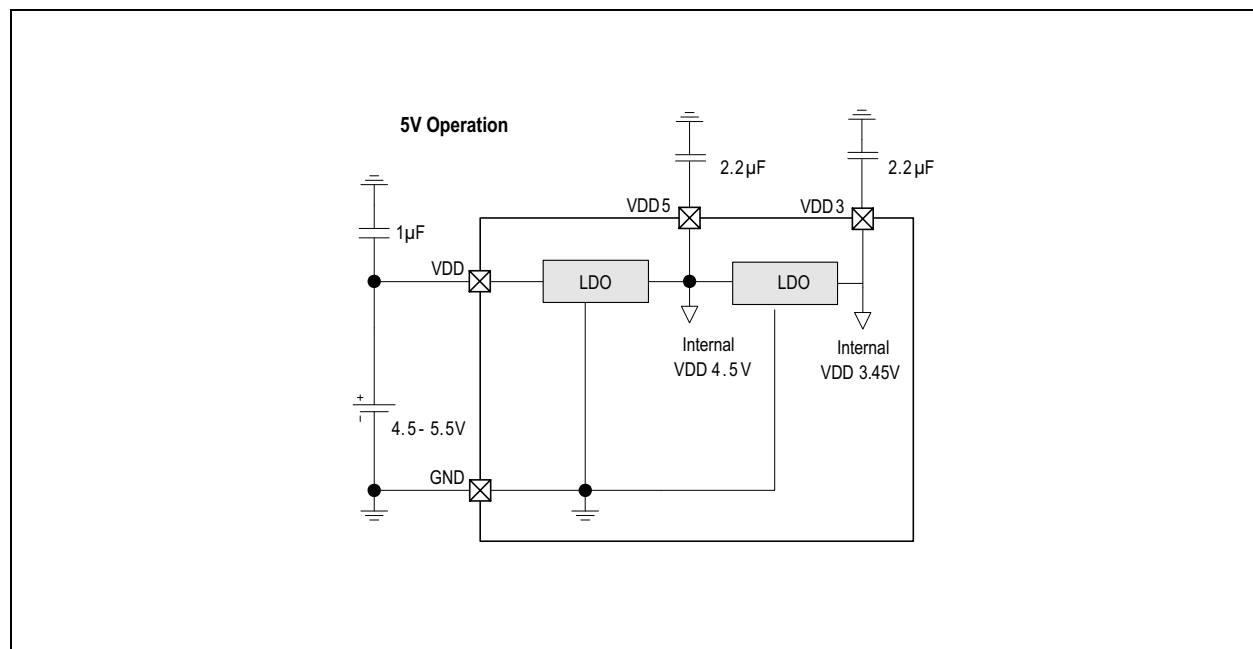 5V Operation
2.2µF
2.2µF
VDD5
VDD3
1µF
VDD
LDO
LDO
Internal
VDD 4.5V
Internal
VDD 3.45V
+
-
4.5- 5.5V
GND